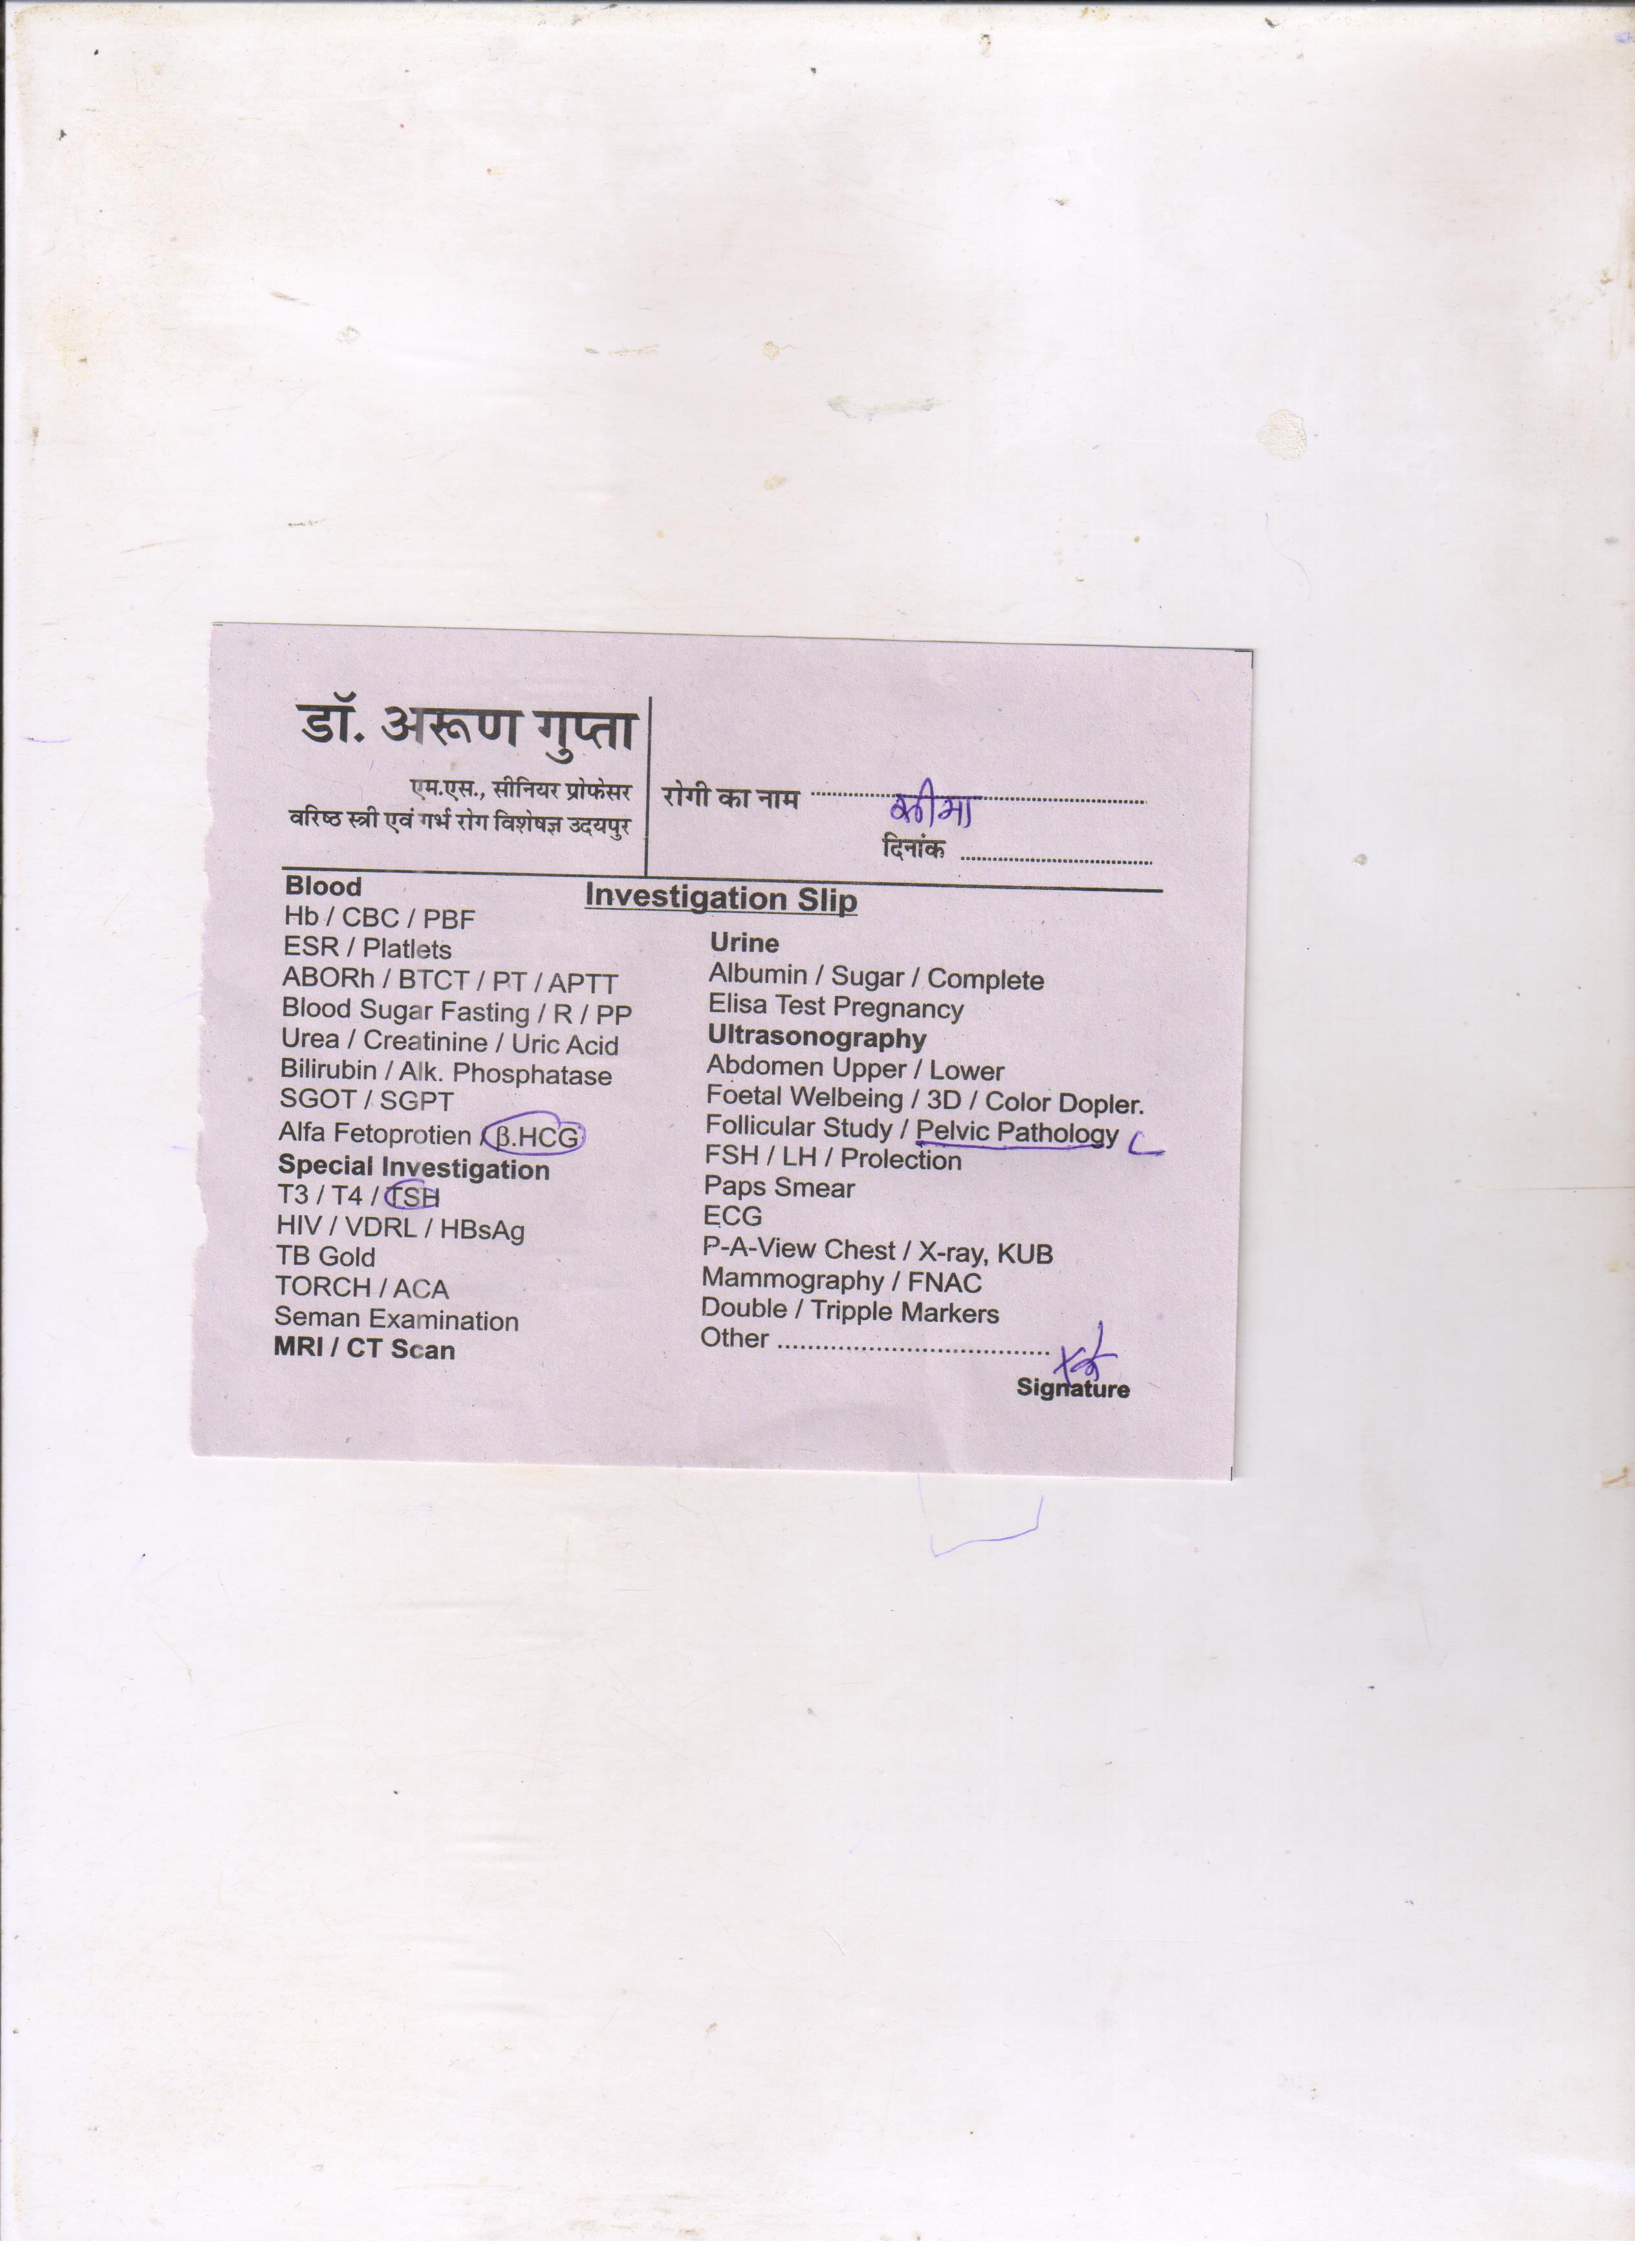 डॉ. अरूण गुप्ता
एम.एस., सीनियर प्रोफेसर
वरिष्ठ स्त्री एवं गर्भ रोग विशेषज्ञ उदयपुर
रोगी का नाम
दिनांक
Investigation Slip
Blood
Hb / CBC / PBF
ESR / Platlets
ABORh / BTCT / PT / APTT
Blood Sugar Fasting / R / PP
Urea / Creatinine / Uric Acid
Bilirubin / Alk. Phosphatase
SGOT / SGPT
Alfa Fetoprotien / β.HCG
Special Investigation
T3 / T4 / TSH
HIV / VDRL / HBsAg
TB Gold
TORCH / ACA
Seman Examination
MRI / CT Scan
Urine
Albumin / Sugar / Complete
Elisa Test Pregnancy
Ultrasonography
Abdomen Upper / Lower
Foetal Welbeing / 3D / Color Dopler.
Follicular Study / Pelvic Pathology
FSH / LH / Prolection
Paps Smear
ECG
P-A-View Chest / X-ray, KUB
Mammography / FNAC
Double / Tripple Markers
Other ....................................
Signature